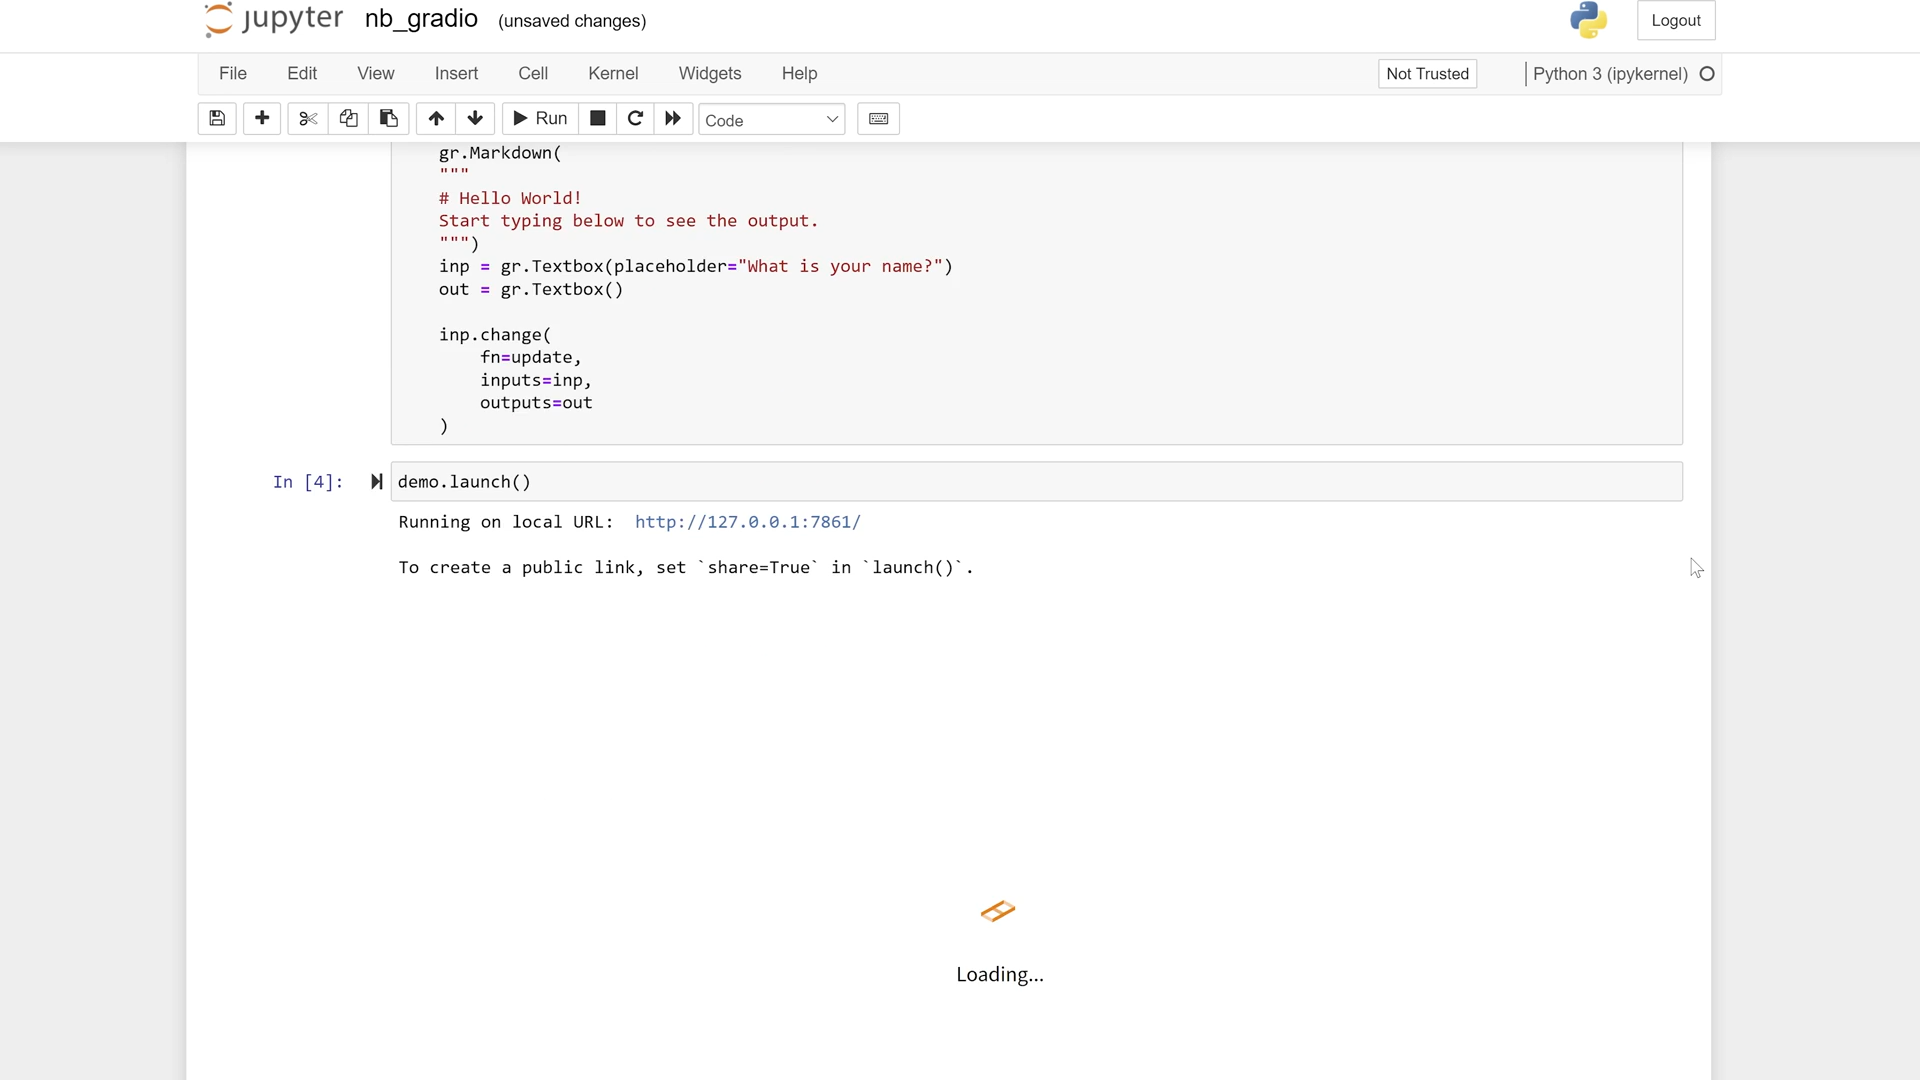 jupyter nb_gradio (unsaved changes) Logout
File Edit View Insert Cell Kernel Widgets Help Not Trusted Python 3 (ipykernel)
Run Code
gr.Markdown(
"""
# Hello World!
Start typing below to see the output.
""")
inp = gr.Textbox(placeholder="What is your name?")
out = gr.Textbox()
inp.change(
fn=update,
inputs=inp,
outputs=out
)
In [4]: demo.launch()
Running on local URL: http://127.0.0.1:7861/
To create a public link, set `share=True` in `launch()`.
Loading...